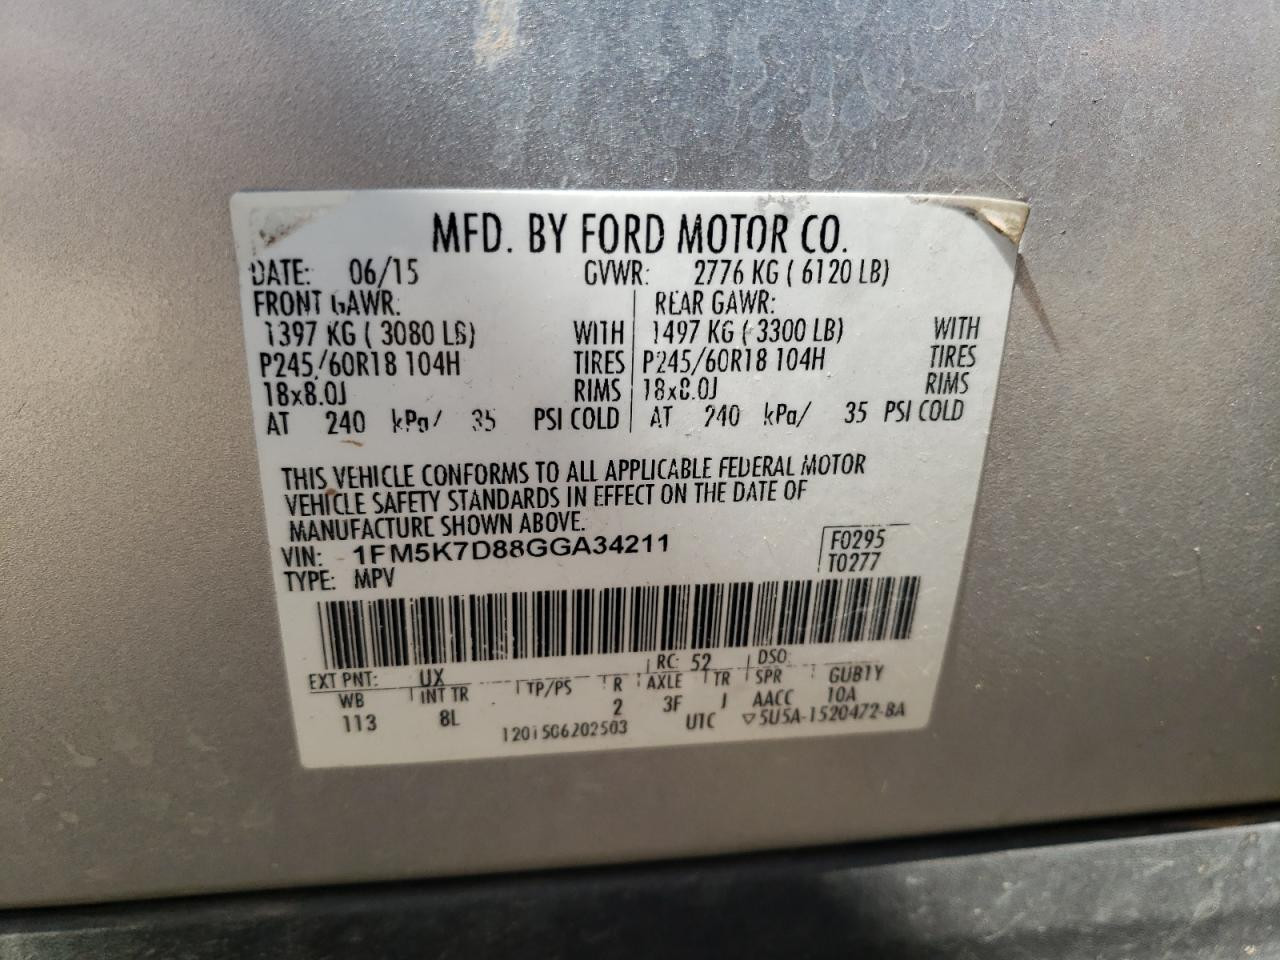 MFD. BY FORD MOTOR CO.
DATE: 06/15 GVWR: 2776 KG ( 6120 LB)
FRONT GAWR: REAR GAWR:
1397 KG ( 3080 LB) WITH 1497 KG ( 3300 LB) WITH
P245/60R18 104H TIRES P245/60R18 104H TIRES
18x8.0J RIMS 18x8.0J RIMS
AT 240 kPa/ 35 PSI COLD AT 240 kPa/ 35 PSI COLD
THIS VEHICLE CONFORMS TO ALL APPLICABLE FEDERAL MOTOR
VEHICLE SAFETY STANDARDS IN EFFECT ON THE DATE OF
MANUFACTURE SHOWN ABOVE.
VIN: 1FM5K7D88GGA34211 F0295
TYPE: MPV T0277
EXT PNT: UX RC: 52 DSO:
WB INT TR TP/PS R AXLE TR SPR GUB1Y
113 8L 2 3F J AACC 10A
1201506202503 UTC ▽5U5A-1520472-BA